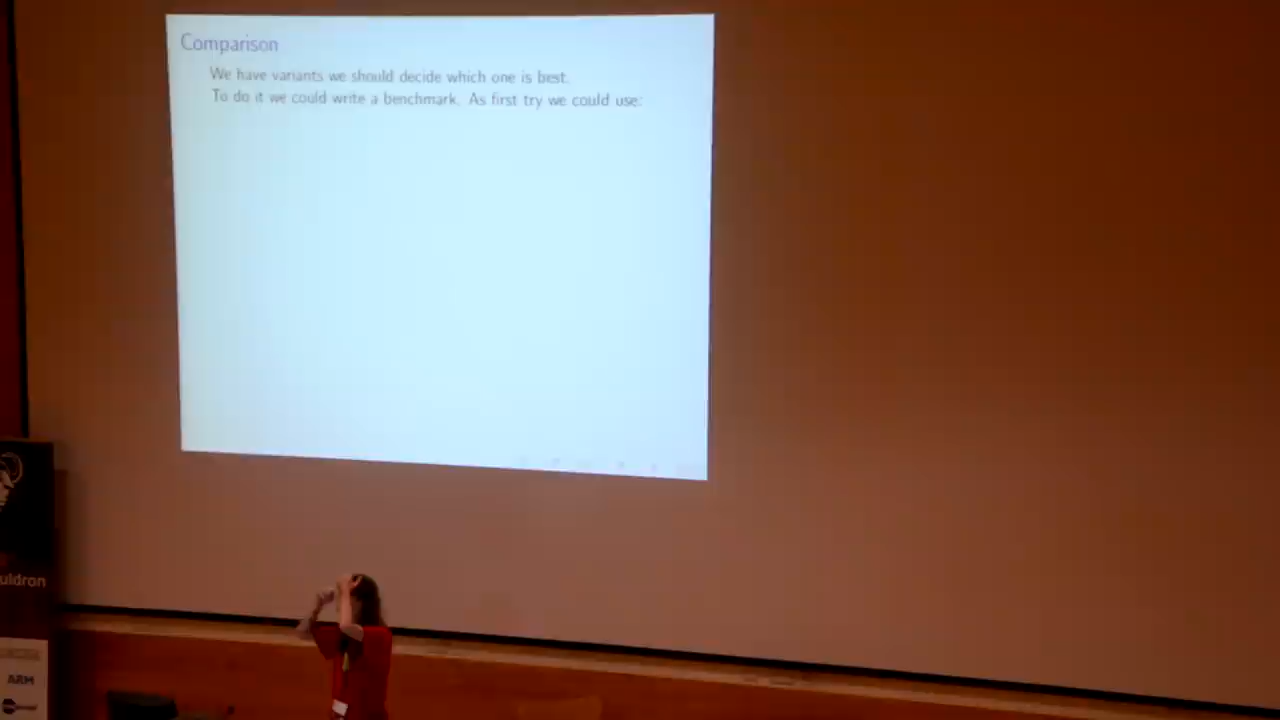 Comparison
We have variants we should decide which one is best.
To do it we could write a benchmark. As first try we could use:
uldron
ARM